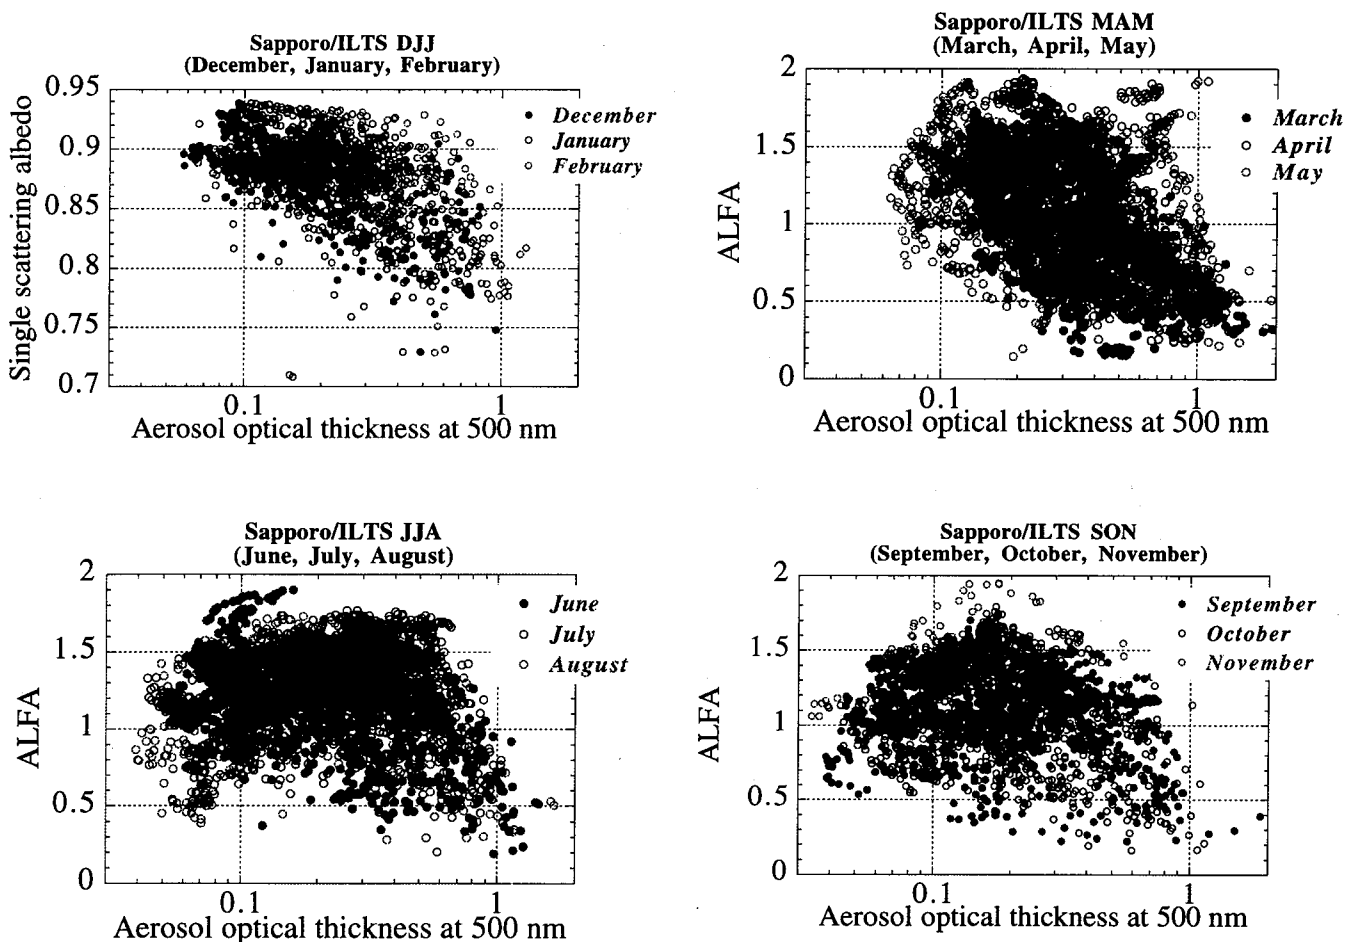 Sapporo/ILTS DJJ
(December, January, February)
Single scattering albedo
0.95
0.9
0.85
0.8
0.75
0.7
December
January
February
0.1
1
Aerosol optical thickness at 500 nm
Sapporo/ILTS MAM
(March, April, May)
ALFA
2
1.5
1
0.5
0
March
April
May
0.1
1
Aerosol optical thickness at 500 nm
Sapporo/ILTS JJA
(June, July, August)
ALFA
2
1.5
1
0.5
0
June
July
August
0.1
1
Aerosol optical thickness at 500 nm
Sapporo/ILTS SON
(September, October, November)
ALFA
2
1.5
1
0.5
0
September
October
November
0.1
1
Aerosol optical thickness at 500 nm